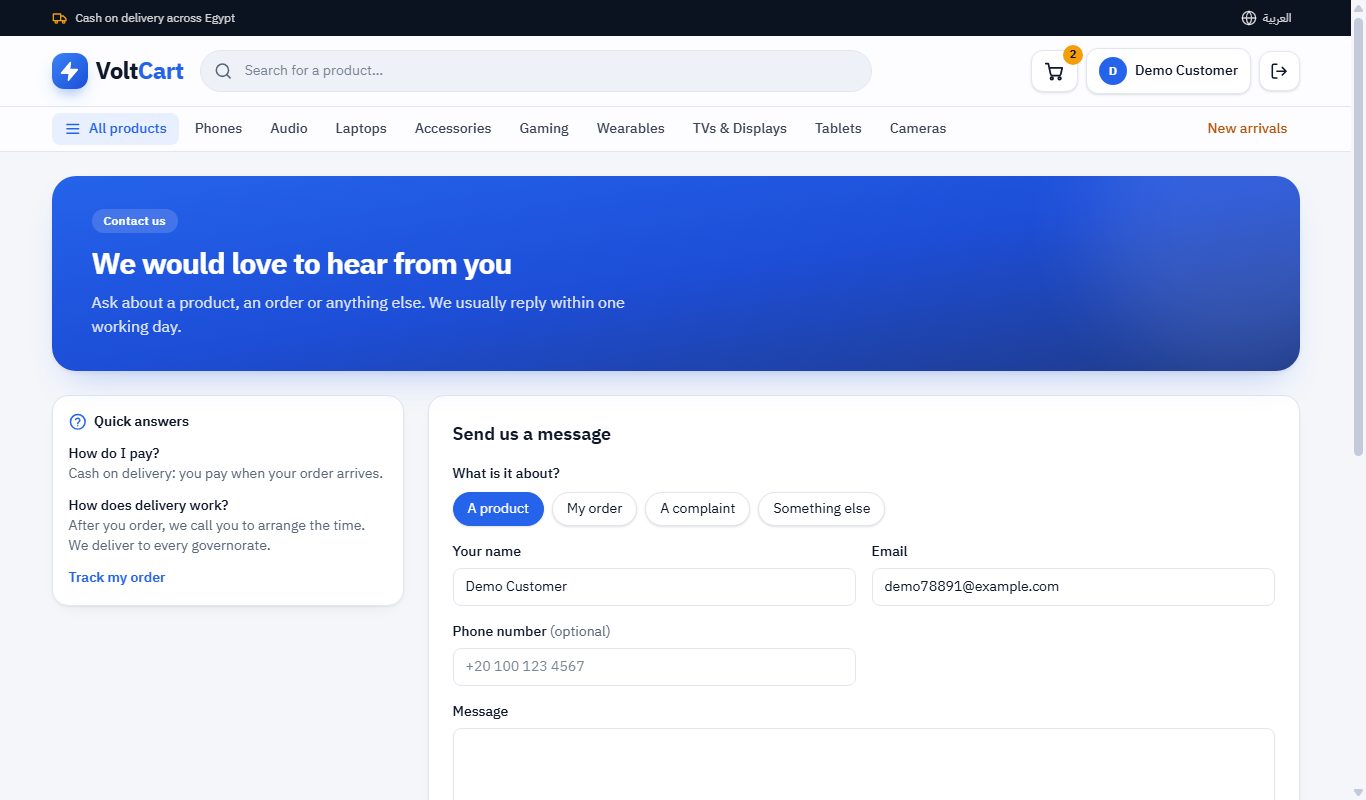 Cash on delivery across Egypt
العربية
VoltCart
Search for a product...
2
D
Demo Customer
All products
Phones
Audio
Laptops
Accessories
Gaming
Wearables
TVs & Displays
Tablets
Cameras
New arrivals
Contact us
We would love to hear from you
Ask about a product, an order or anything else. We usually reply within one
working day.
Quick answers
How do I pay?
Cash on delivery: you pay when your order arrives.
How does delivery work?
After you order, we call you to arrange the time.
We deliver to every governorate.
Track my order
Send us a message
What is it about?
A product
My order
A complaint
Something else
Your name
Email
Demo Customer
demo78891@example.com
Phone number (optional)
+20 100 123 4567
Message